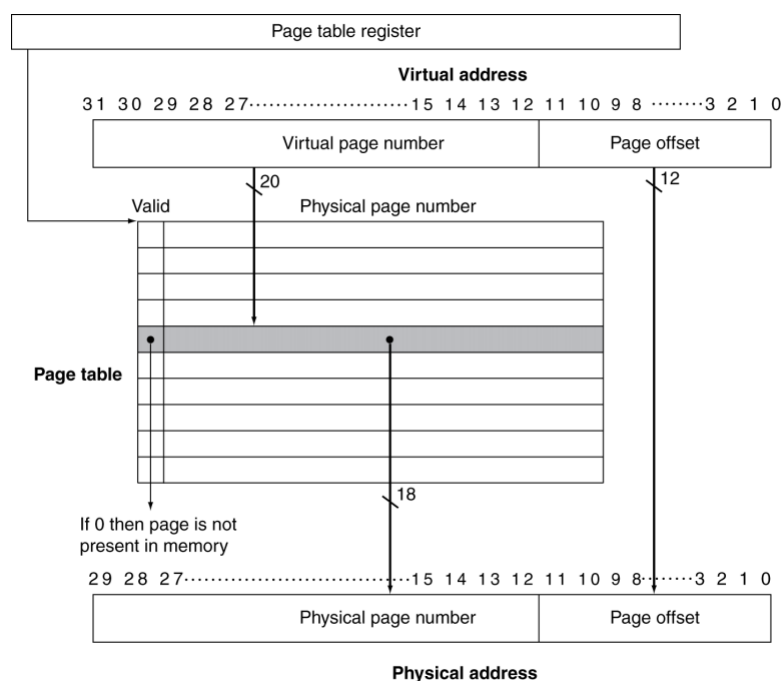 Page table register
Virtual address
31 30 29 28 27·····················15 14 13 12 11 10 9 8 ········3 2 1 0
Virtual page number Page offset
20 12
Valid Physical page number
Page table
18
If 0 then page is not
present in memory
29 28 27·····························15 14 13 12 11 10 9 8········3 2 1 0
Physical page number Page offset
Physical address